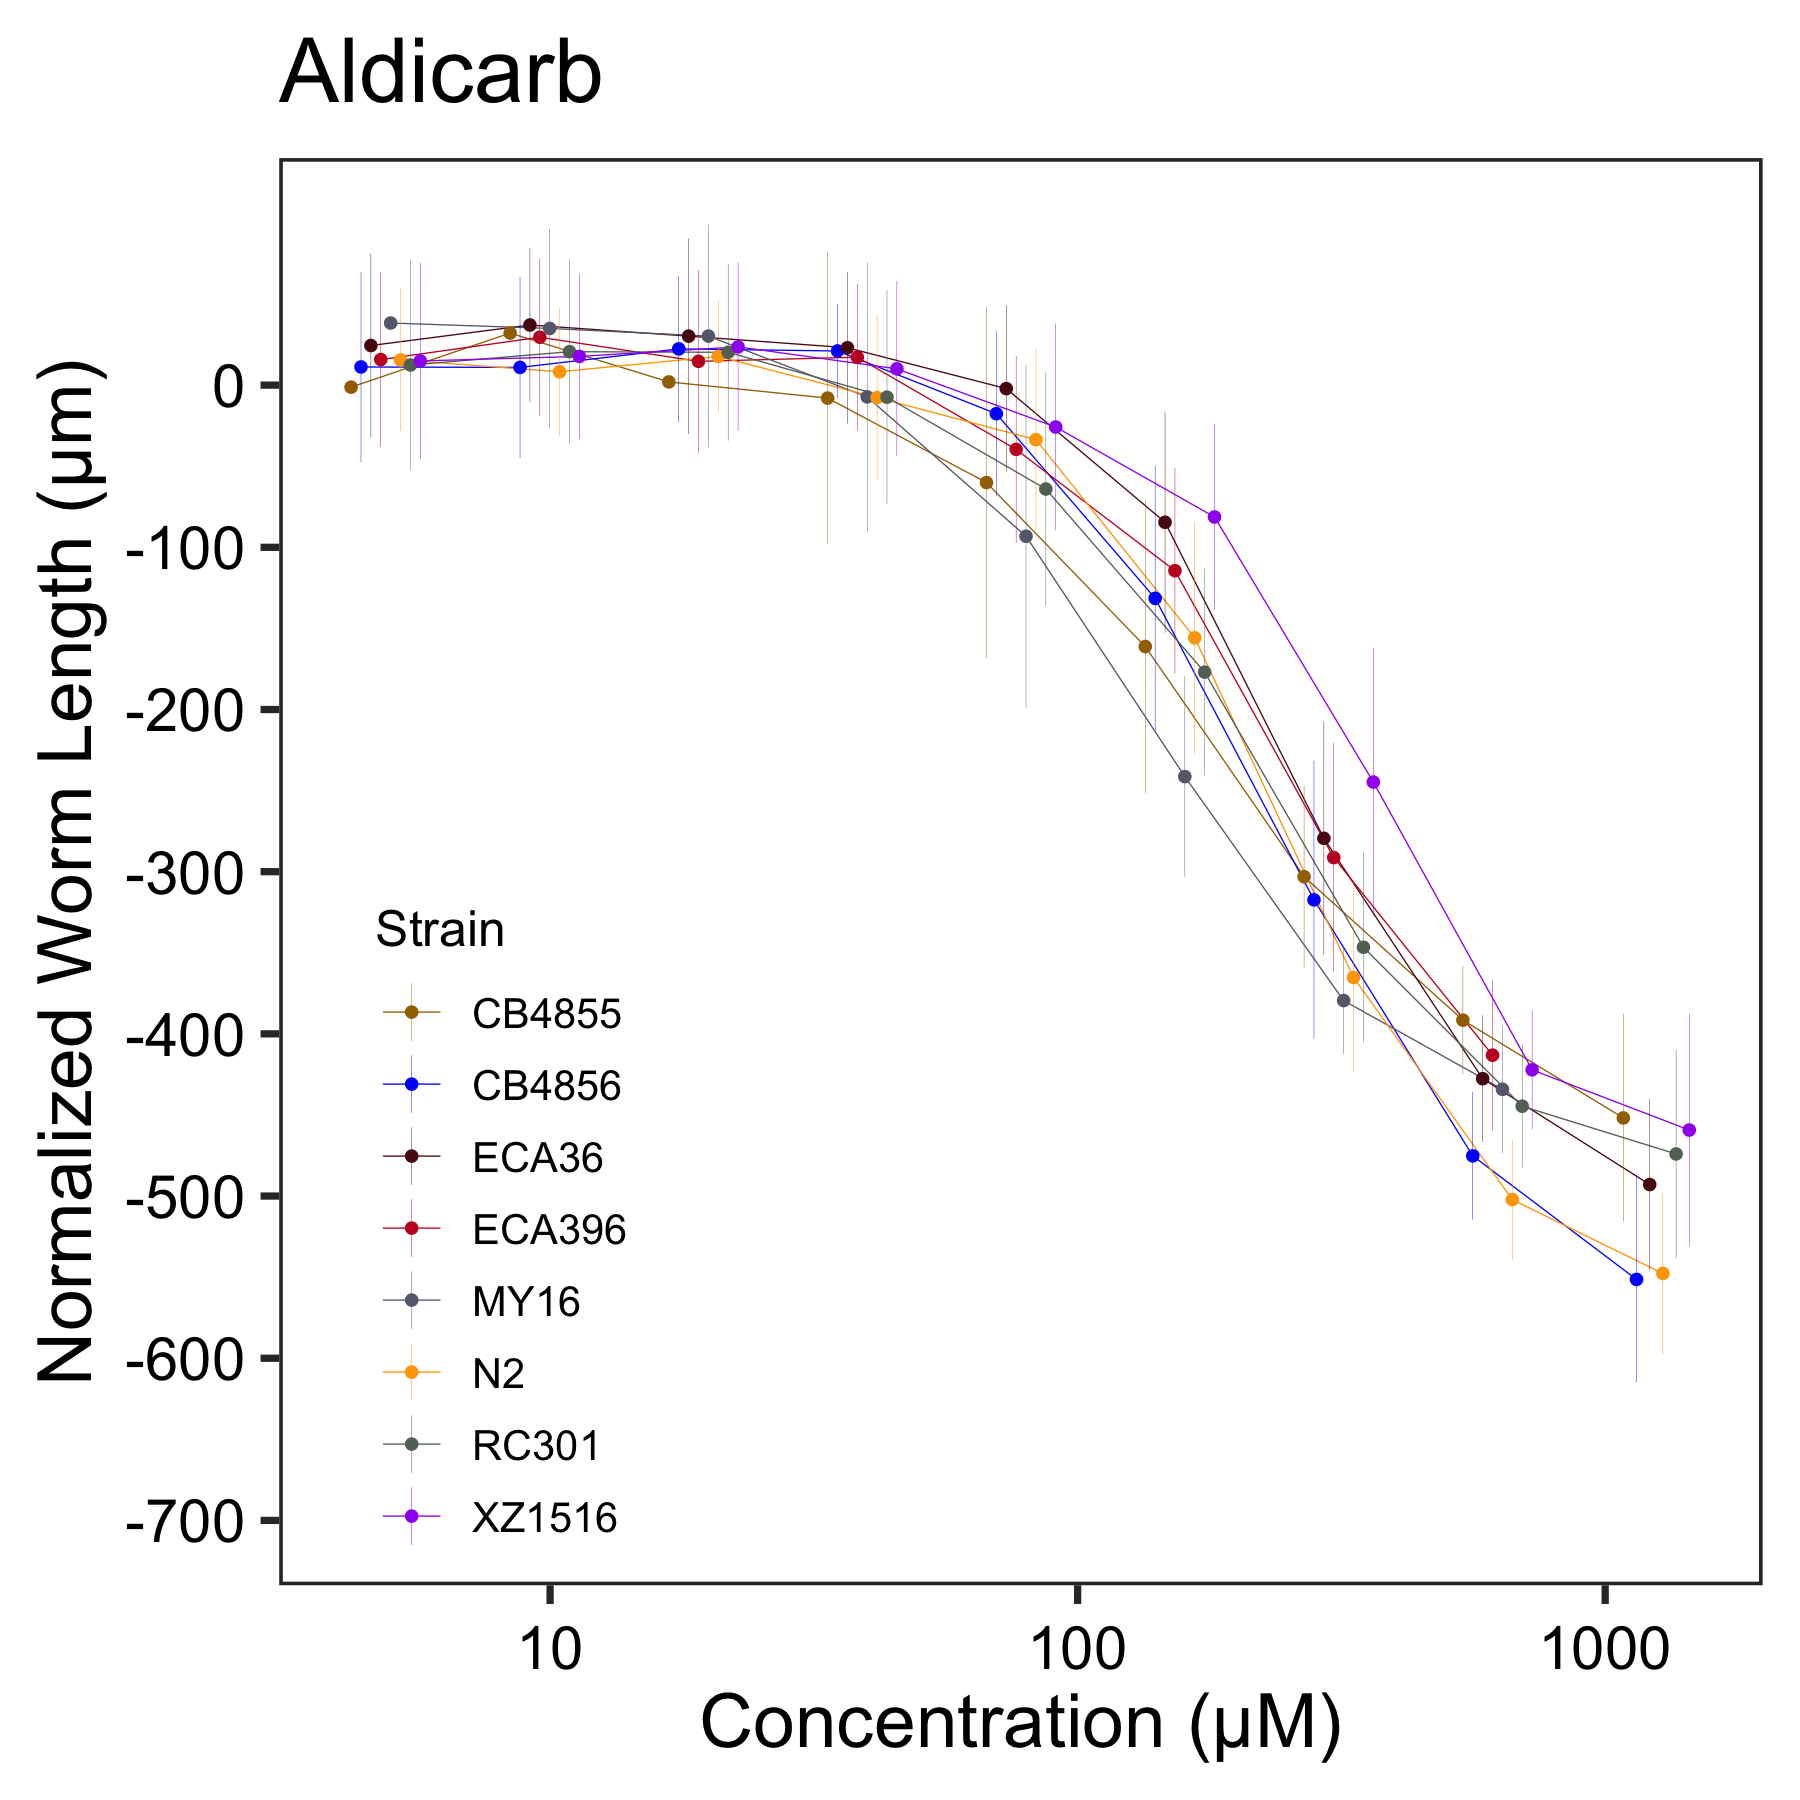 Aldicarb
Normalized Worm Length (µm)
0
-100
-200
-300
-400
-500
-600
-700
Strain
CB4855
CB4856
ECA36
ECA396
MY16
N2
RC301
XZ1516
10
100
1000
Concentration (µM)